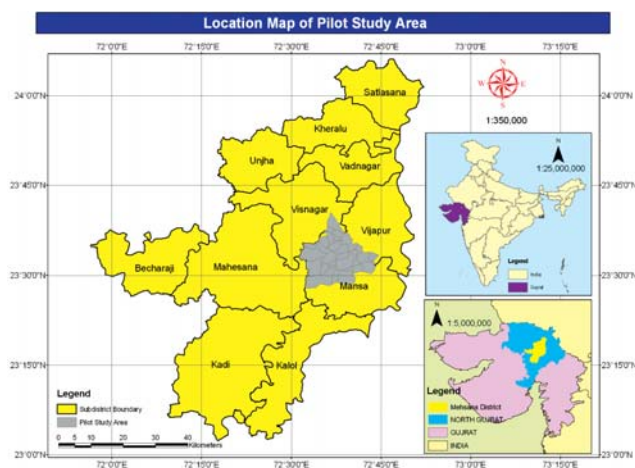 Location Map of Pilot Study Area
72°0'0"E 72°15'0"E 72°30'0"E 72°45'0"E 73°0'0"E 73°15'0"E
24°0'0"N
23°45'0"N
23°30'0"N
23°15'0"N
23°0'0"N
Satlasana
Kheralu
Unjha
Vadnagar
Visnagar
Vijapur
Becharaji
Mahesana
Mansa
Kadi
Kalol
Legend
Subdistrict Boundary
Pilot Study Area
0 5 10 20 30 40
Kilometers
N
W E
S
1:350,000
24°0'0"N
23°45'0"N
23°30'0"N
23°15'0"N
23°0'0"N
N
1:25,000,000
Legend
India
N
1:5,000,000
Legend
Mehsana District
NORTH GUJRAT
GUJRAT
INDIA
72°0'0"E 72°15'0"E 72°30'0"E 72°45'0"E 73°0'0"E 73°15'0"E